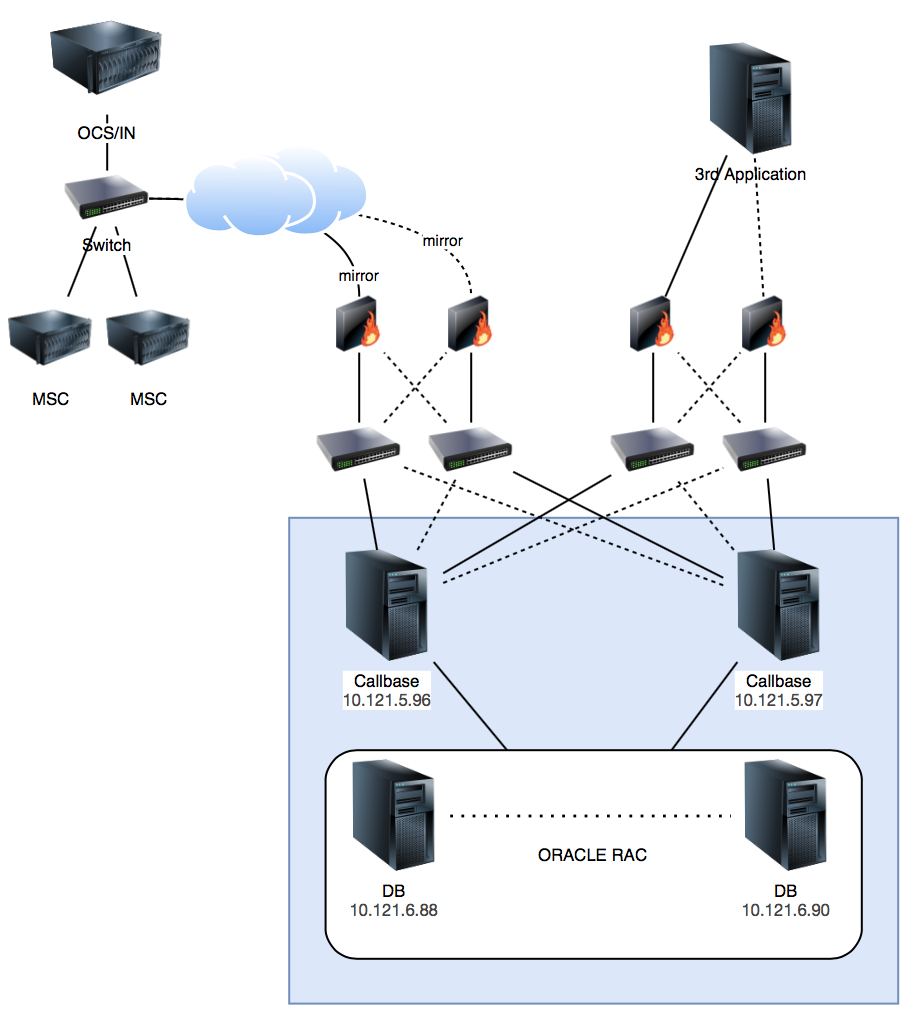 OCS/IN
3rd Application
Switch
mirror
mirror
MSC
MSC
Callbase
10.121.5.96
Callbase
10.121.5.97
ORACLE RAC
DB
10.121.6.88
DB
10.121.6.90